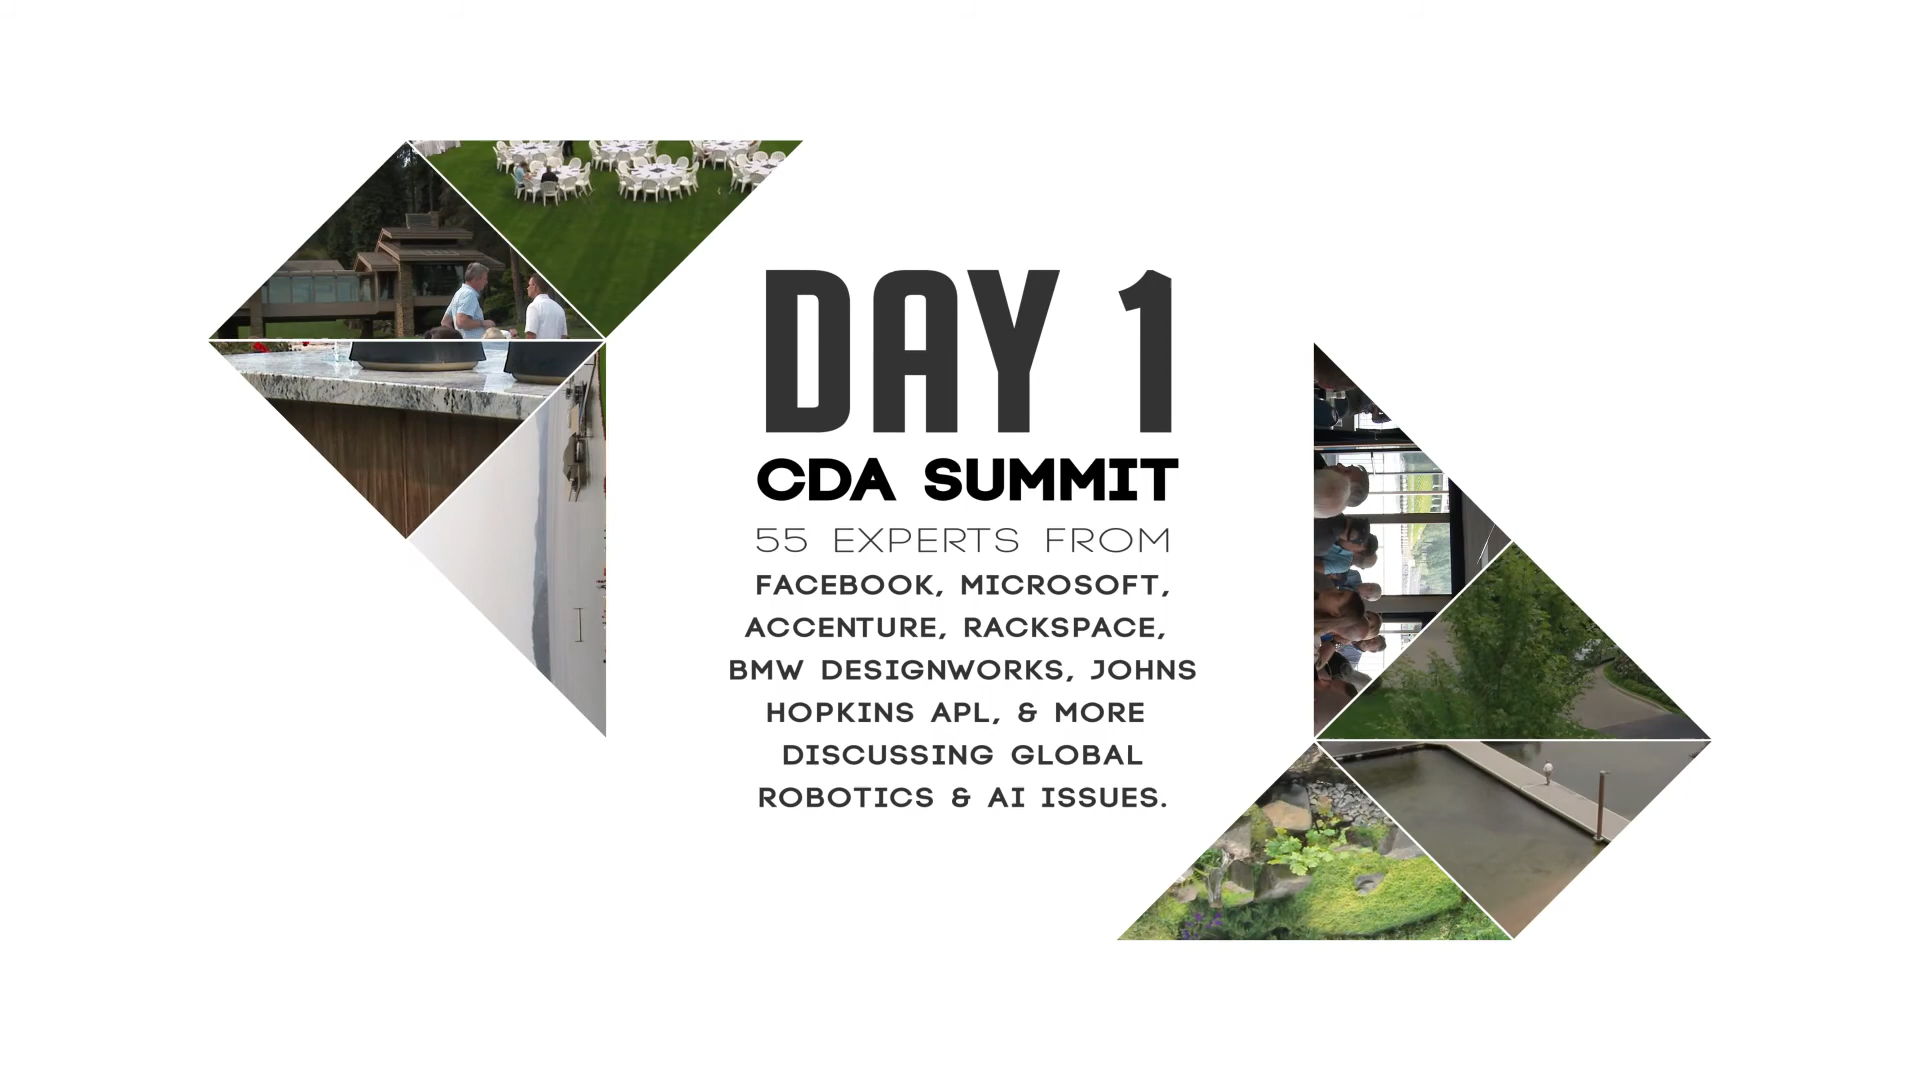 DAY 1
CDA SUMMIT
55 EXPERTS FROM
FACEBOOK, MICROSOFT,
ACCENTURE, RACKSPACE,
BMW DESIGNWORKS, JOHNS
HOPKINS APL, & MORE
DISCUSSING GLOBAL
ROBOTICS & AI ISSUES.